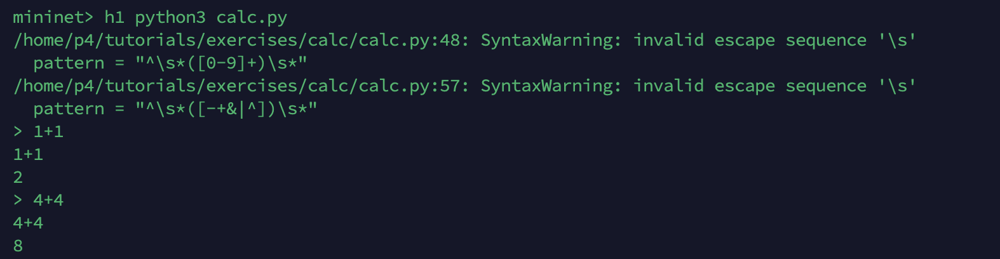 mininet> h1 python3 calc.py
/home/p4/tutorials/exercises/calc/calc.py:48: SyntaxWarning: invalid escape sequence '\s'
  pattern = "^\s*([0-9]+)\s*"
/home/p4/tutorials/exercises/calc/calc.py:57: SyntaxWarning: invalid escape sequence '\s'
  pattern = "^\s*([-+&|^])\s*"
> 1+1
1+1
2
> 4+4
4+4
8